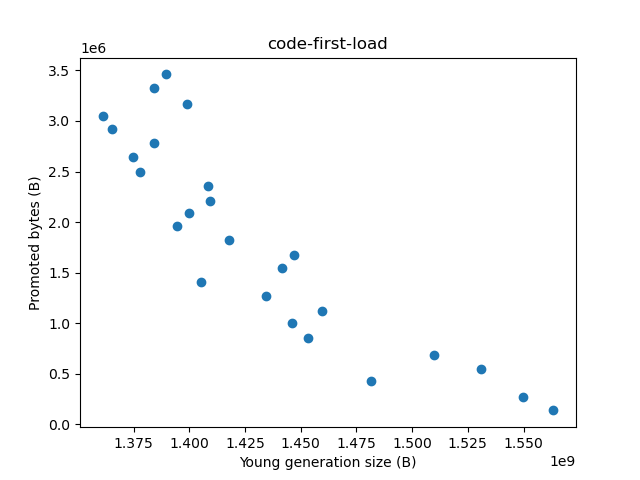 code-first-load
1e6
3.5
3.0
2.5
2.0
1.5
1.0
0.5
0.0
Promoted bytes (B)
1.375 1.400 1.425 1.450 1.475 1.500 1.525 1.550
Young generation size (B)
1e9